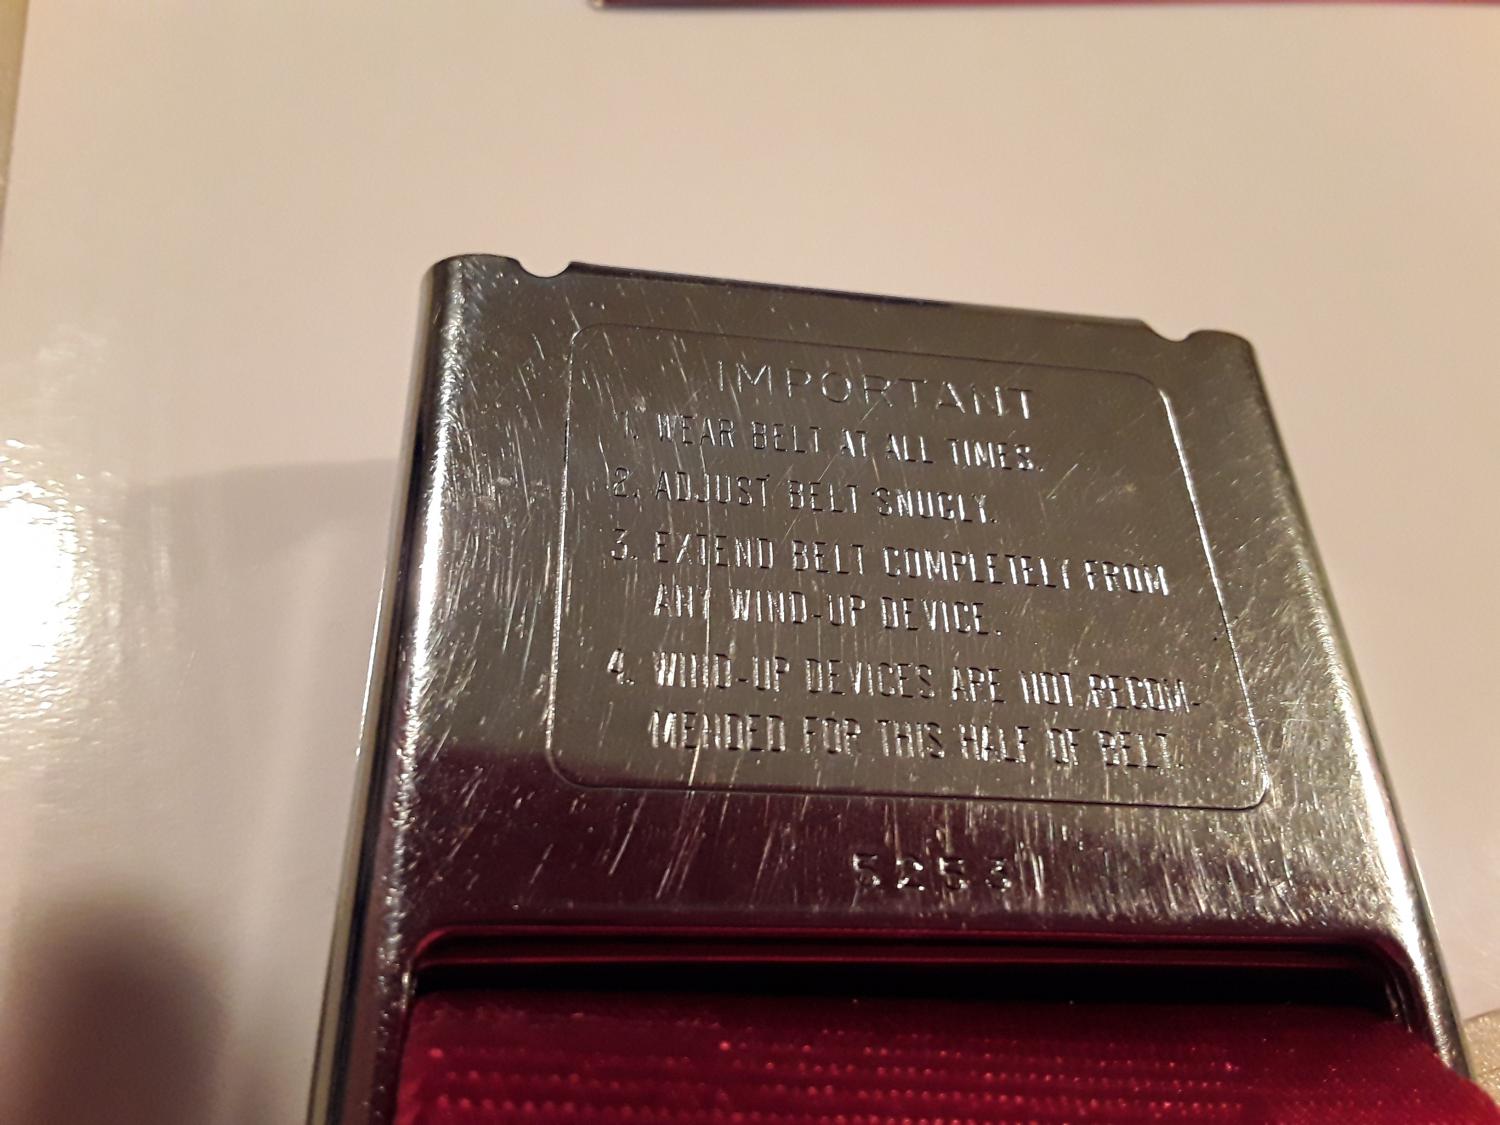 IMPORTANT
1. WEAR BELT AT ALL TIMES.
2. ADJUST BELT SNUGLY.
3. EXTEND BELT COMPLETELY FROM
ANY WIND-UP DEVICE.
4. WIND-UP DEVICES ARE NOT RECOM-
MENDED FOR THIS HALF OF BELT.
5253